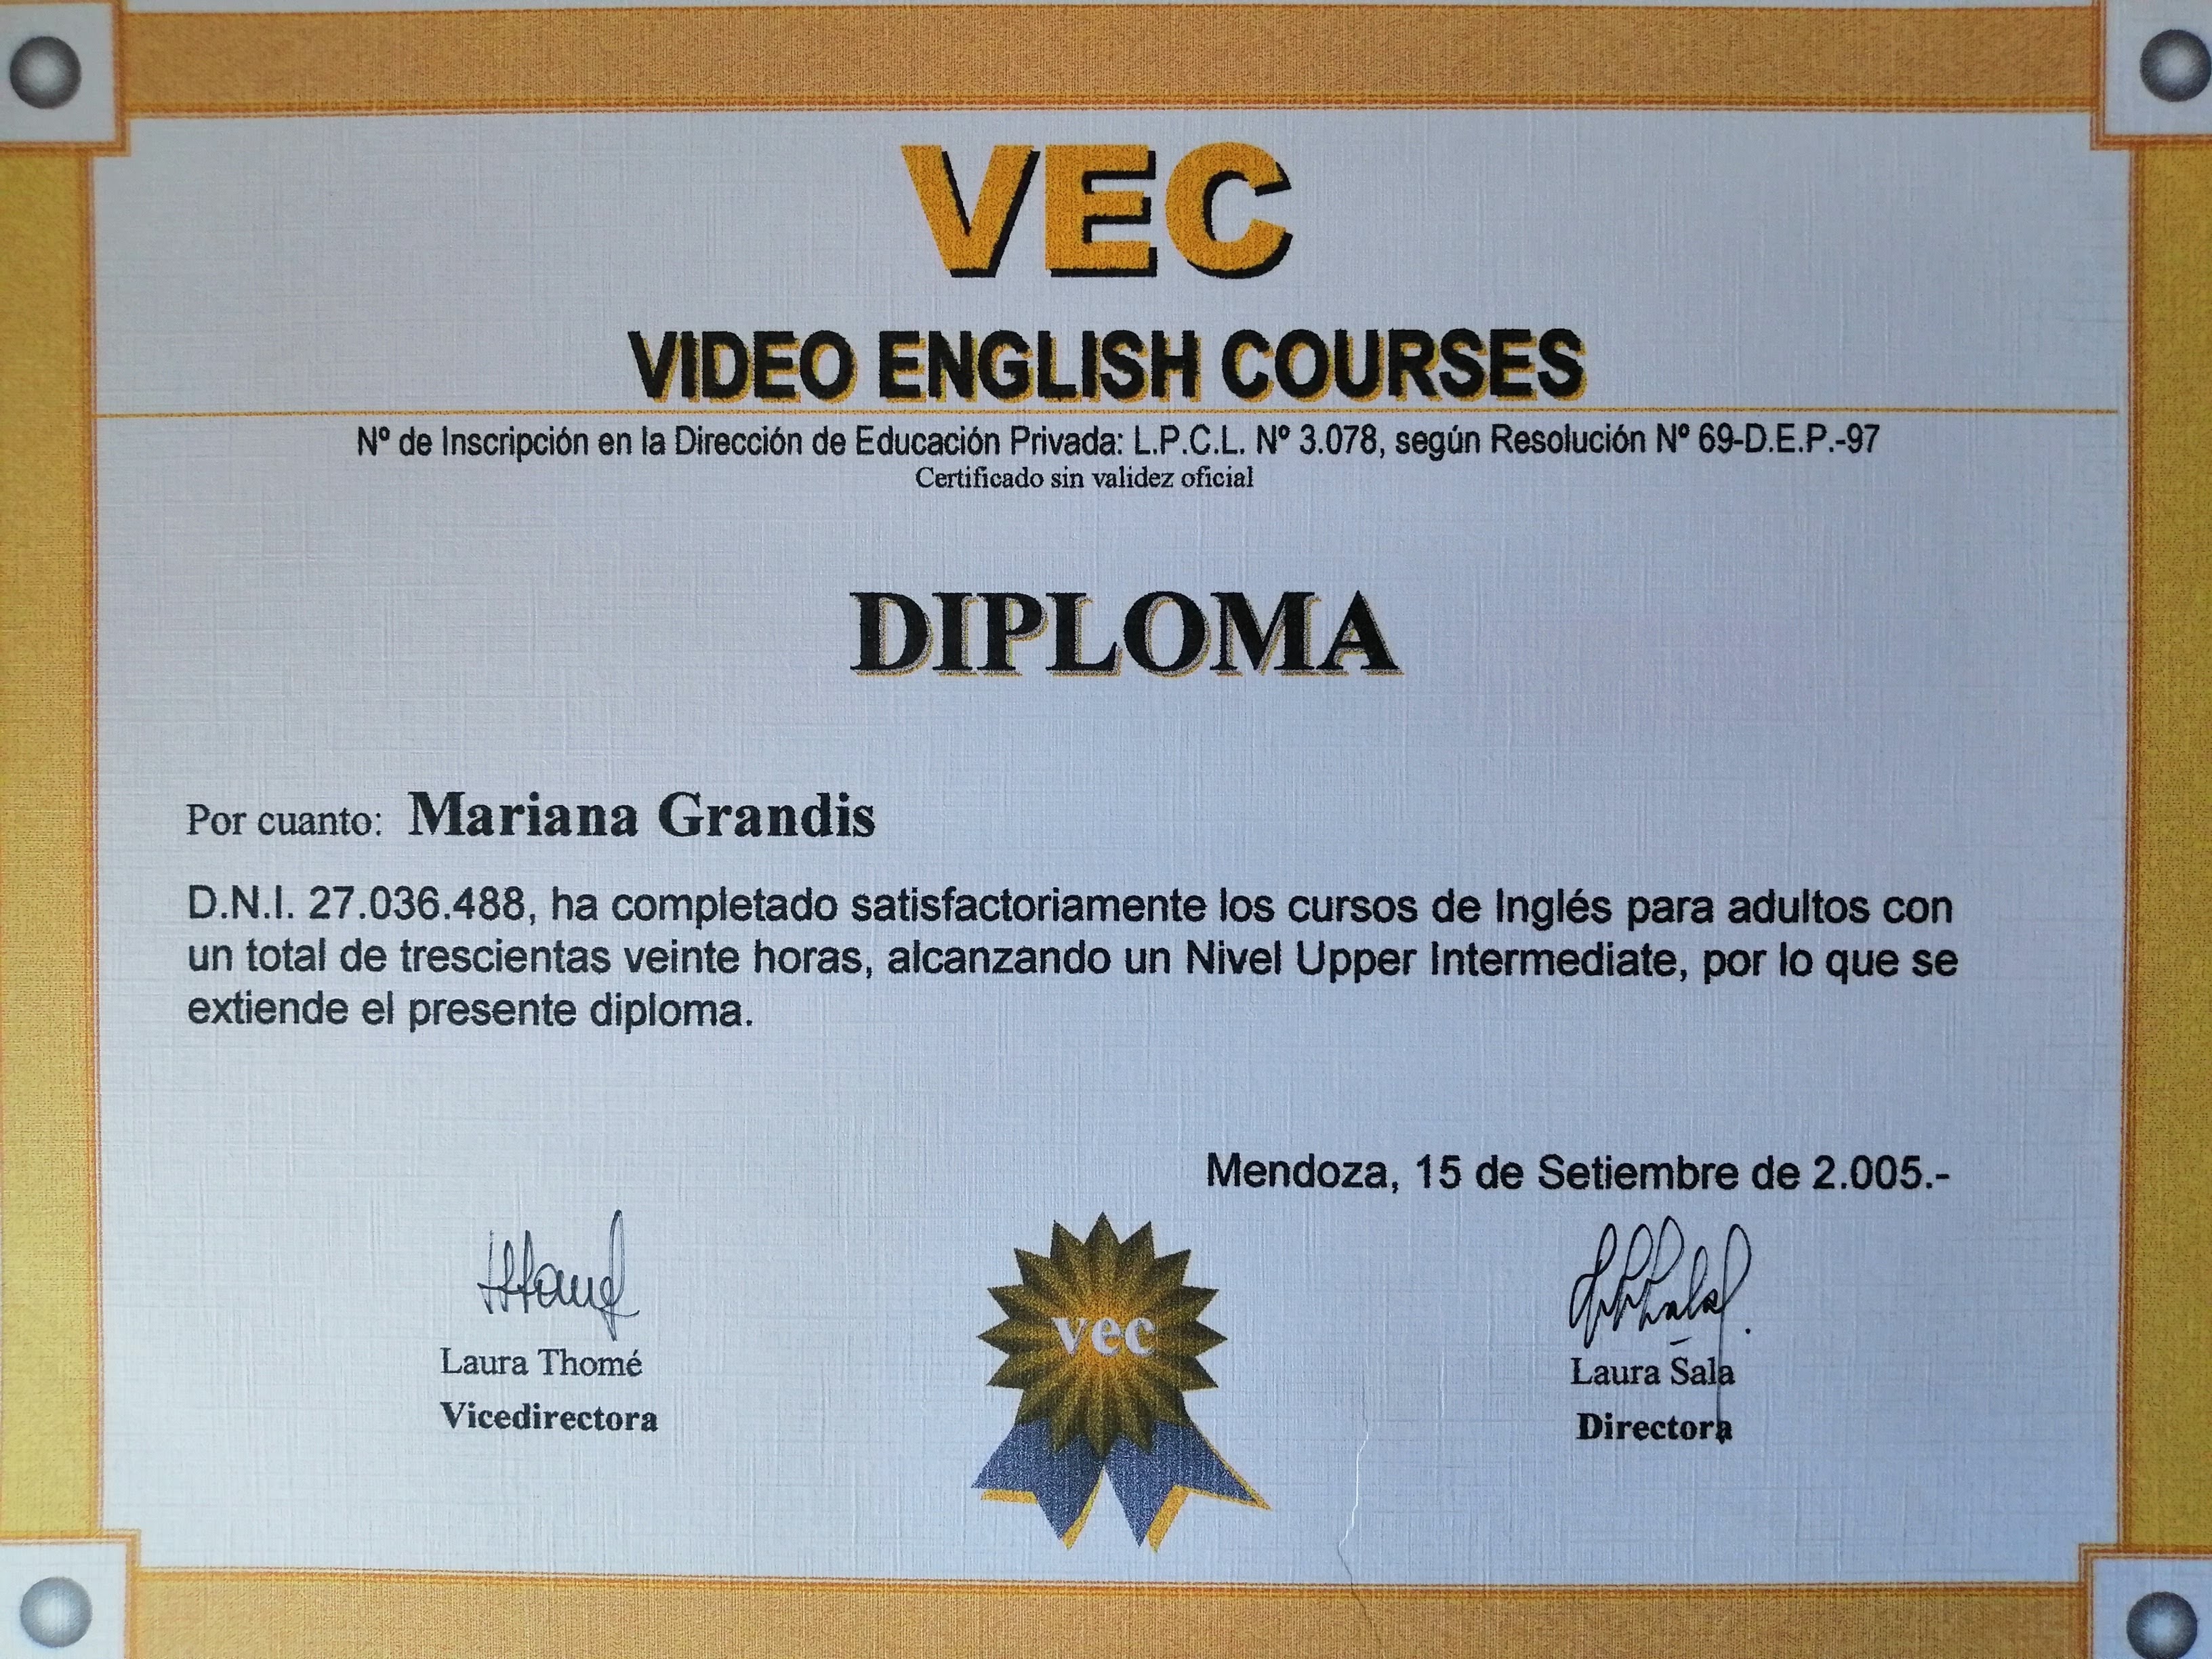 VEC
VIDEO ENGLISH COURSES
Nº de Inscripción en la Dirección de Educación Privada: L.P.C.L. Nº 3.078, según Resolución Nº 69-D.E.P.-97
Certificado sin validez oficial
DIPLOMA
Por cuanto: Mariana Grandis
D.N.I. 27.036.488, ha completado satisfactoriamente los cursos de Inglés para adultos con
un total de trescientas veinte horas, alcanzando un Nivel Upper Intermediate, por lo que se
extiende el presente diploma.
Mendoza, 15 de Setiembre de 2.005.-
vec
Laura Thomé
Vicedirectora
Laura Sala
Directora